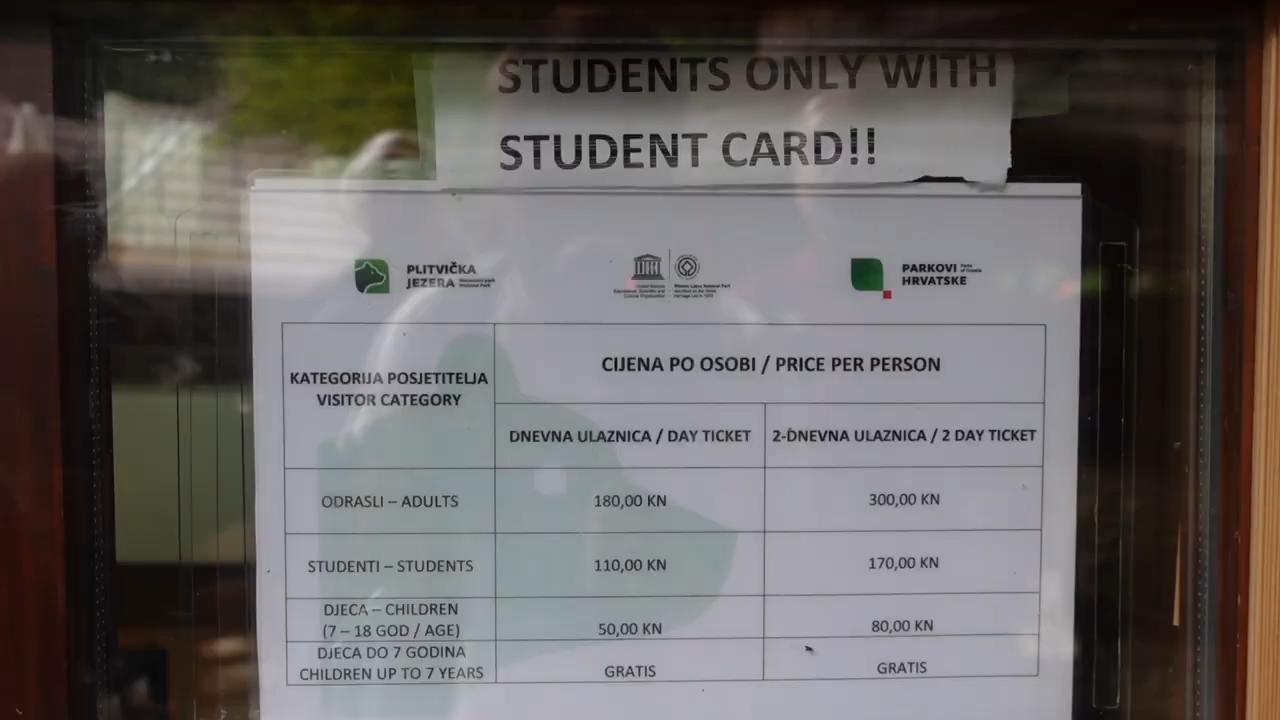 STUDENTS ONLY WITH
STUDENT CARD!!
PLITVIČKA
JEZERA
PARKOVI
HRVATSKE
KATEGORIJA POSJETITELJA
VISITOR CATEGORY
CIJENA PO OSOBI / PRICE PER PERSON
DNEVNA ULAZNICA / DAY TICKET
2-DNEVNA ULAZNICA / 2 DAY TICKET
ODRASLI – ADULTS
180,00 KN
300,00 KN
STUDENTI – STUDENTS
110,00 KN
170,00 KN
DJECA – CHILDREN
(7 – 18 GOD / AGE)
50,00 KN
80,00 KN
DJECA DO 7 GODINA
CHILDREN UP TO 7 YEARS
GRATIS
GRATIS